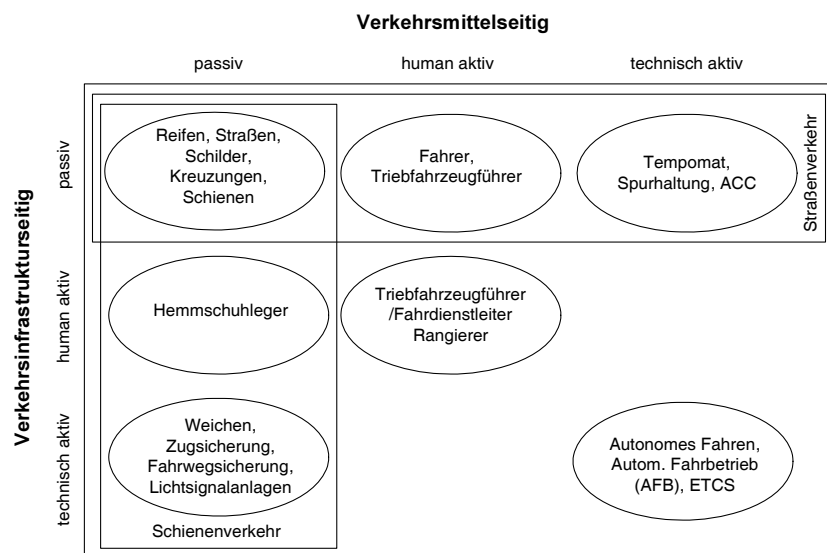 Verkehrsmittelseitig
passiv
human aktiv
technisch aktiv
Verkehrsinfrastrukturseitig
passiv
Reifen, Straßen,
Schilder,
Kreuzungen,
Schienen
Fahrer,
Triebfahrzeugführer
Tempomat,
Spurhaltung, ACC
Straßenverkehr
human aktiv
Hemmschuhleger
Triebfahrzeugführer
/Fahrdienstleiter
Rangierer
technisch aktiv
Weichen,
Zugsicherung,
Fahrwegsicherung,
Lichtsignalanlagen
Autonomes Fahren,
Autom. Fahrbetrieb
(AFB), ETCS
Schienenverkehr